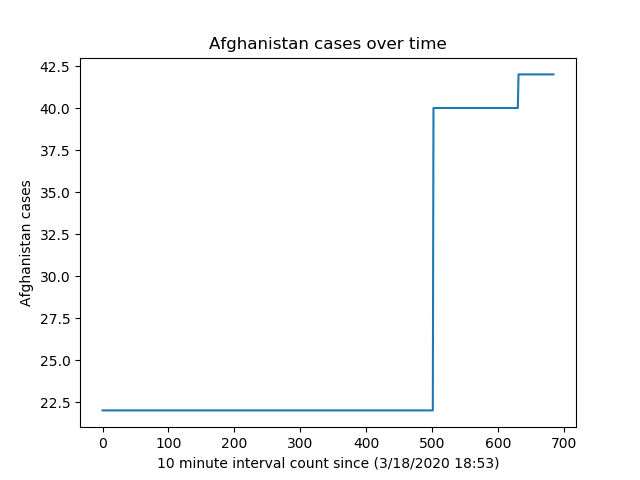 Afghanistan cases over time
42.5
40.0
37.5
35.0
32.5
30.0
27.5
25.0
22.5
Afghanistan cases
0 100 200 300 400 500 600 700
10 minute interval count since (3/18/2020 18:53)